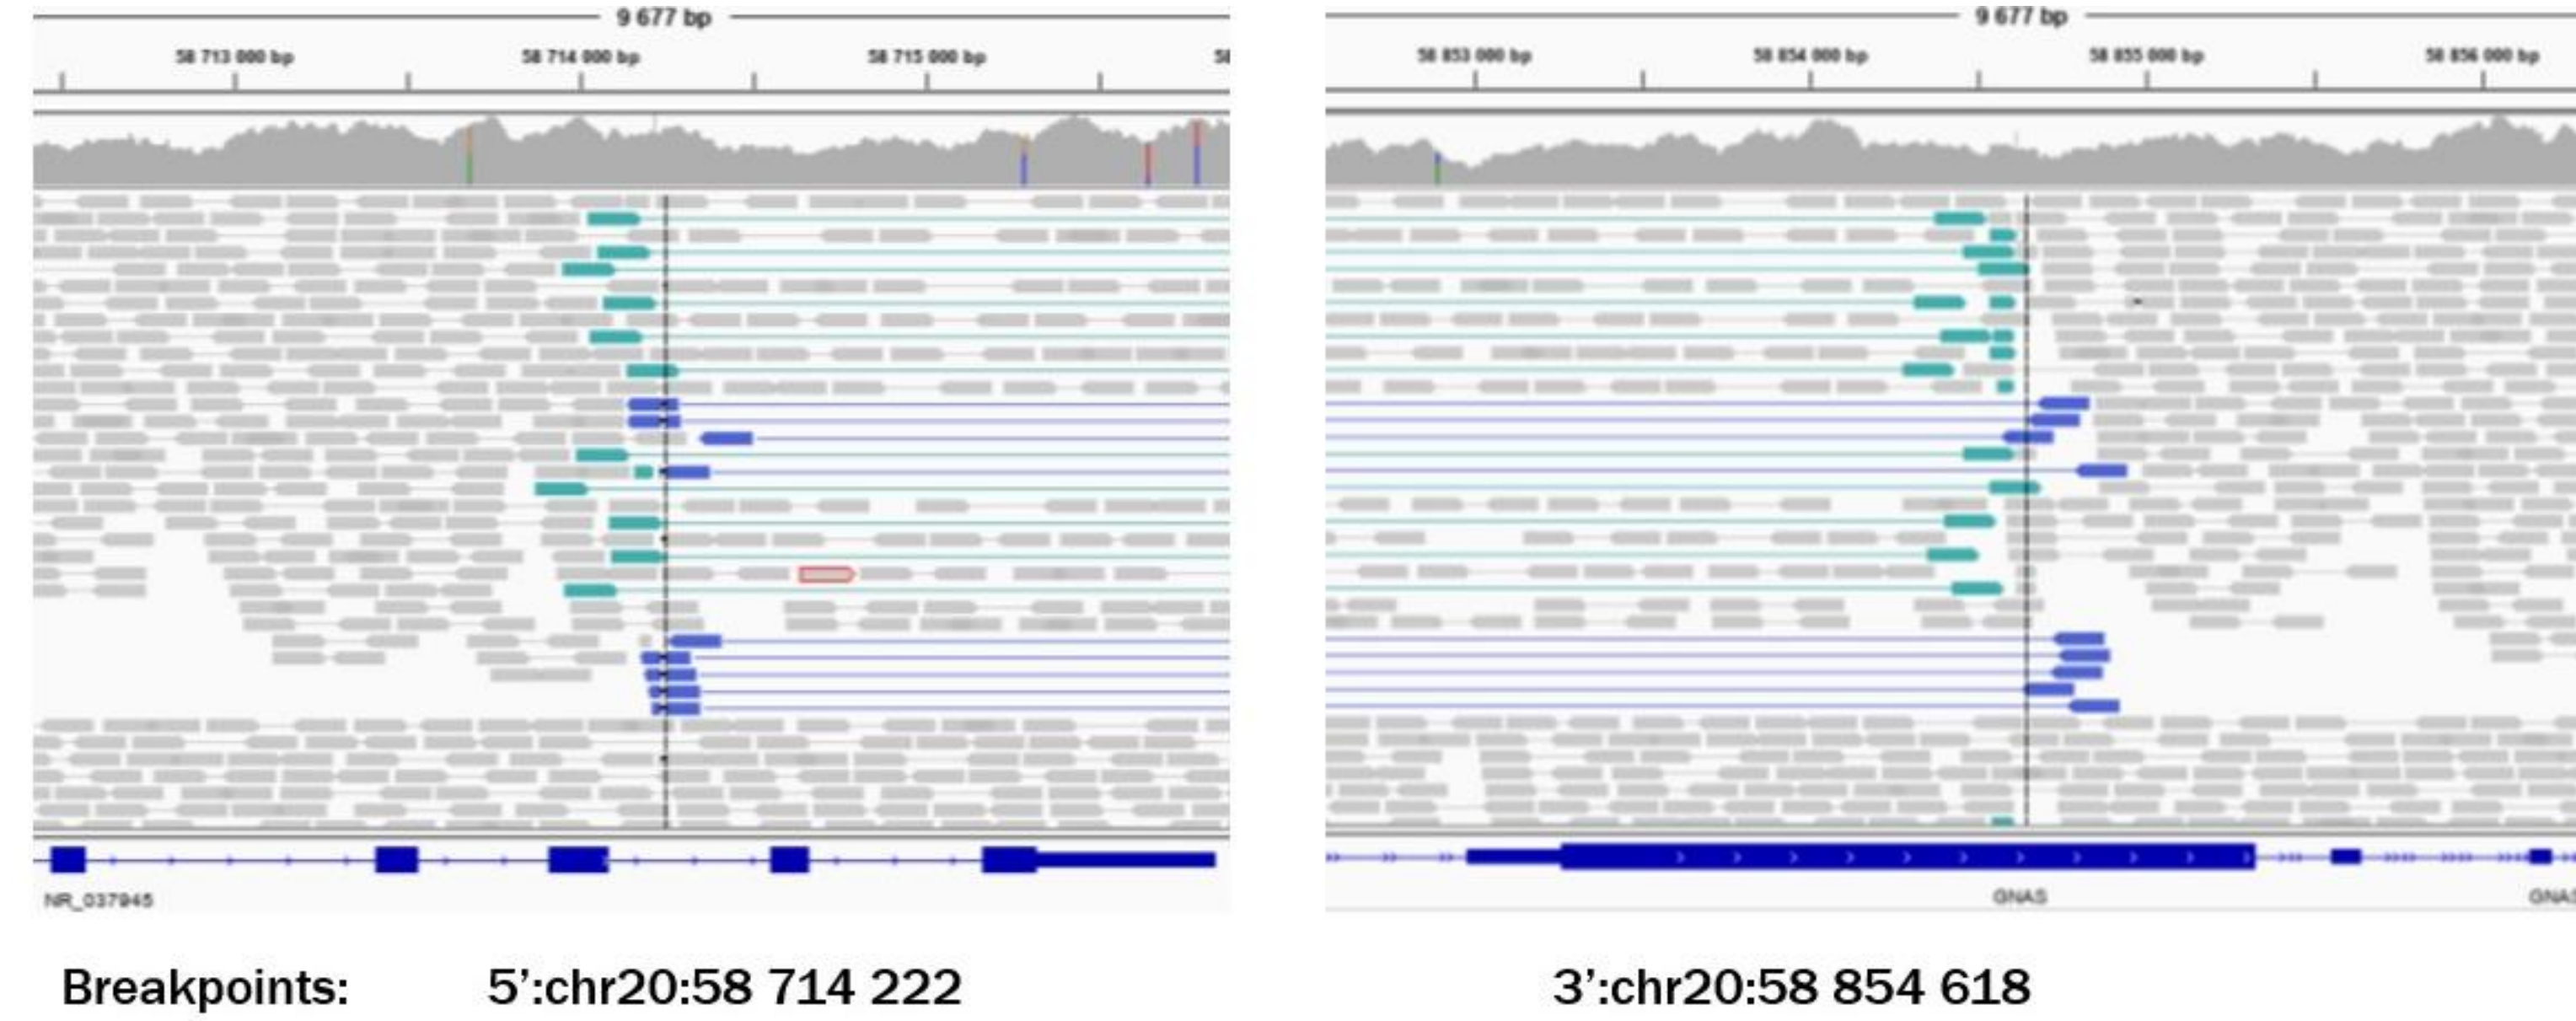 9 677 bp
58 713 000 bp 58 714 000 bp 58 715 000 bp 58
NR_037945
9 677 bp
58 853 000 bp 58 854 000 bp 58 855 000 bp 58 856 000 bp
GNAS GNAS
Breakpoints: 5’:chr20:58 714 222 3’:chr20:58 854 618